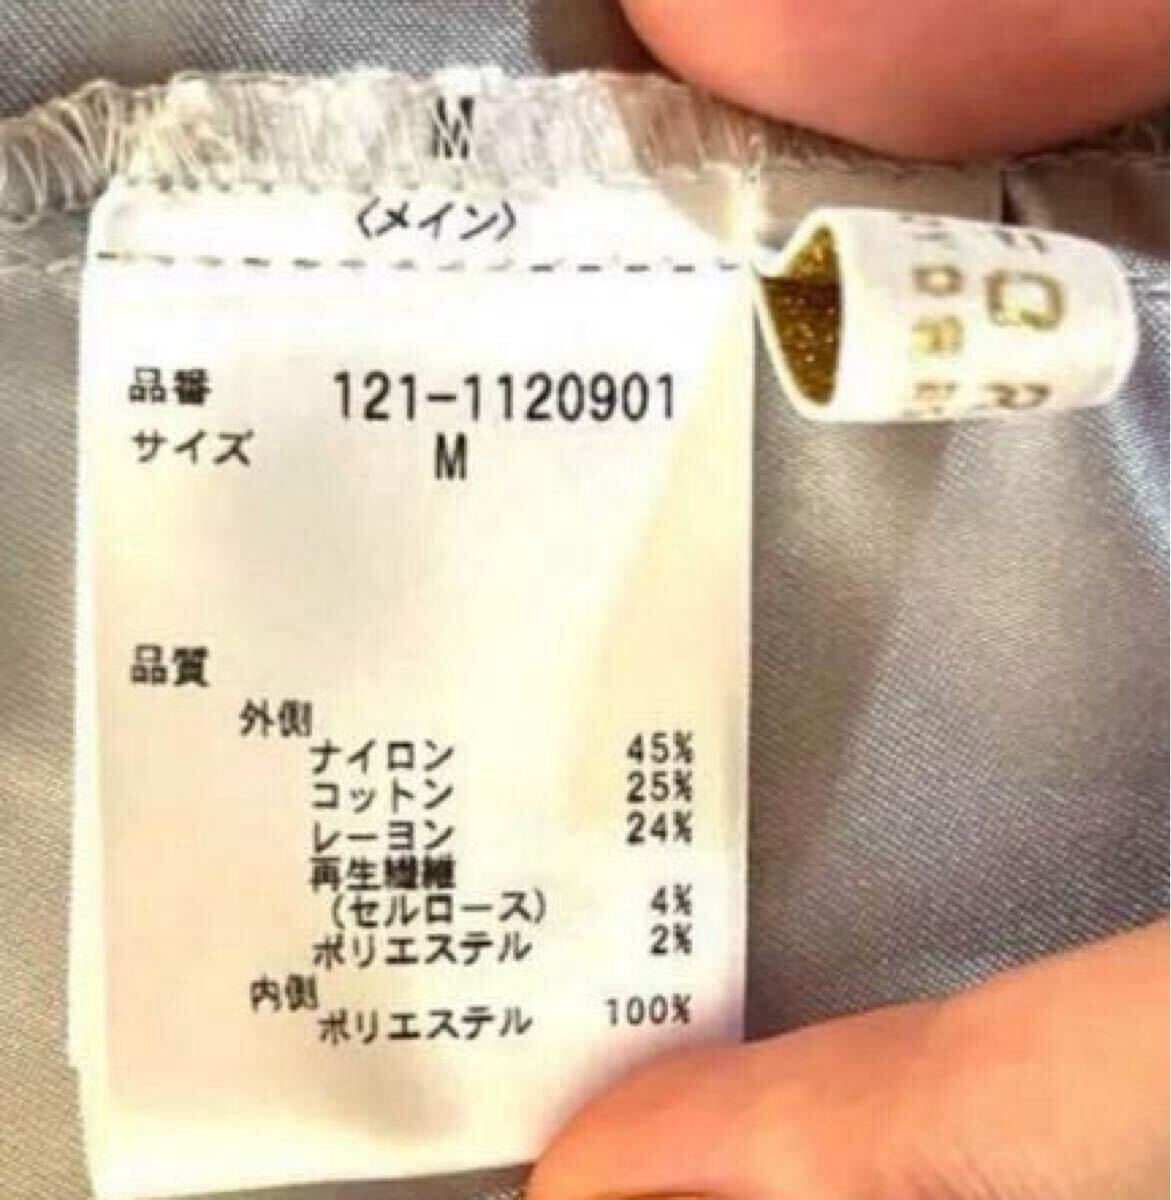 M
〈メイン〉
品番 121-1120901
サイズ M
品質
外側
ナイロン 45%
コットン 25%
レーヨン 24%
再生繊維
(セルロース) 4%
ポリエステル 2%
内側
ポリエステル 100%